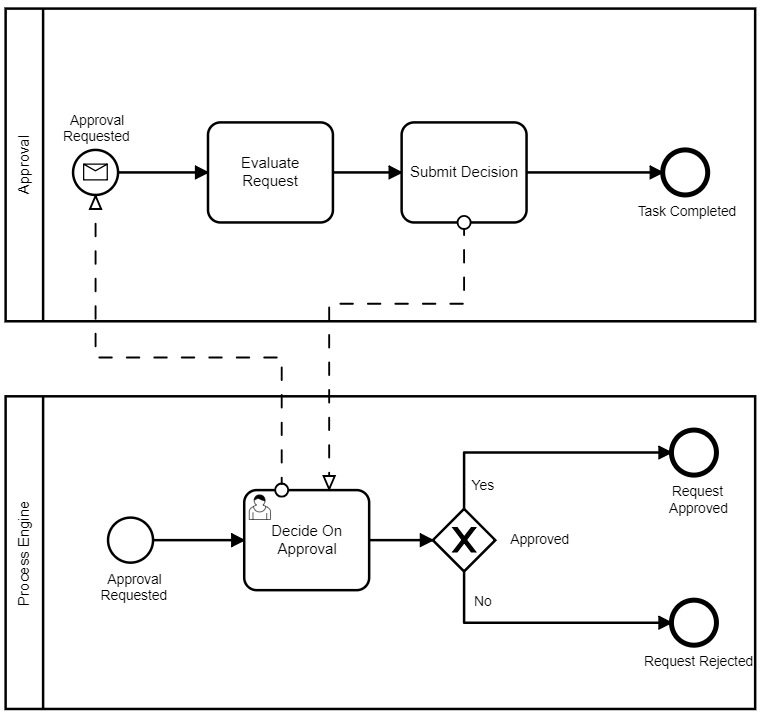 Approval
Approval
Requested
Evaluate
Request
Submit Decision
Task Completed
Process Engine
Approval
Requested
Decide On
Approval
Yes
Approved
No
Request
Approved
Request Rejected